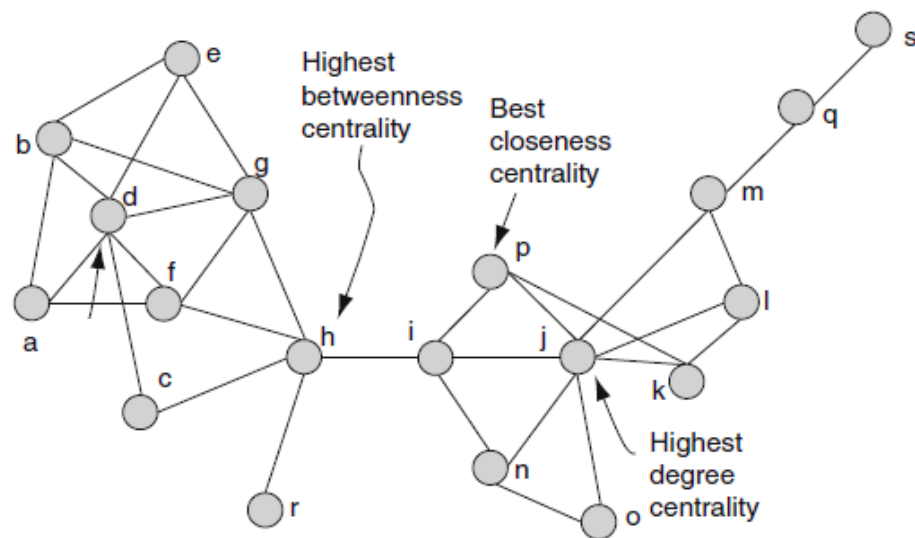 s
e
Highest
betweenness
centrality
q
Best
closeness
centrality
b
g
m
d
p
f
l
a
h
i
j
c
k
Highest
degree
centrality
n
r
o